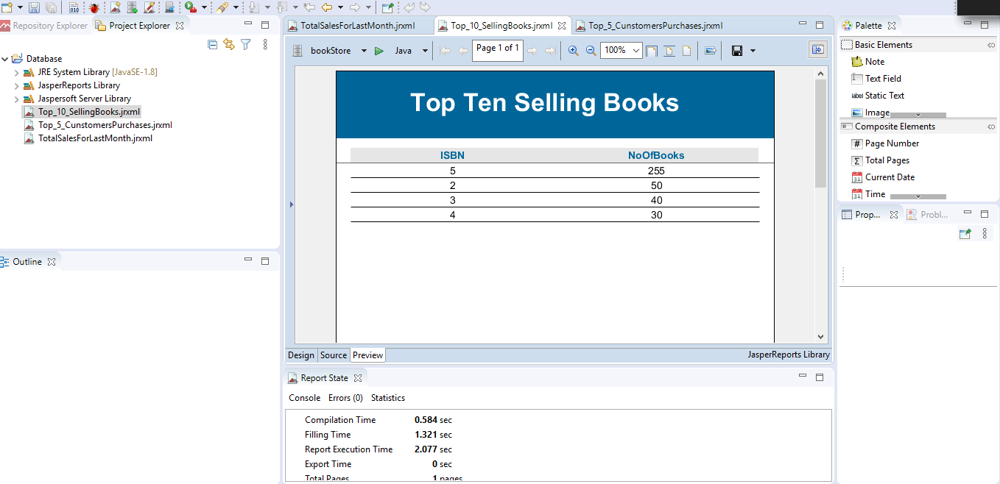 Repository Explorer Project Explorer
Database
JRE System Library [JavaSE-1.8]
JasperReports Library
Jaspersoft Server Library
Top_10_SellingBooks.jrxml
Top_5_CunstomersPurchases.jrxml
TotalSalesForLastMonth.jrxml
Outline
TotalSalesForLastMonth.jrxml Top_10_SellingBooks.jrxml Top_5_CunstomersPurchases.jrxml
bookStore Java Page 1 of 1 100%
Top Ten Selling Books
ISBN NoOfBooks
5 255
2 50
3 40
4 30
Design Source Preview JasperReports Library
Report State
Console Errors (0) Statistics
Compilation Time 0.584 sec
Filling Time 1.321 sec
Report Execution Time 2.077 sec
Export Time 0 sec
Total Pages 1 pages
Palette
Basic Elements
Note
Text Field
label Static Text
Image
Composite Elements
# Page Number
Σ Total Pages
Current Date
Time
Prop... Probl...